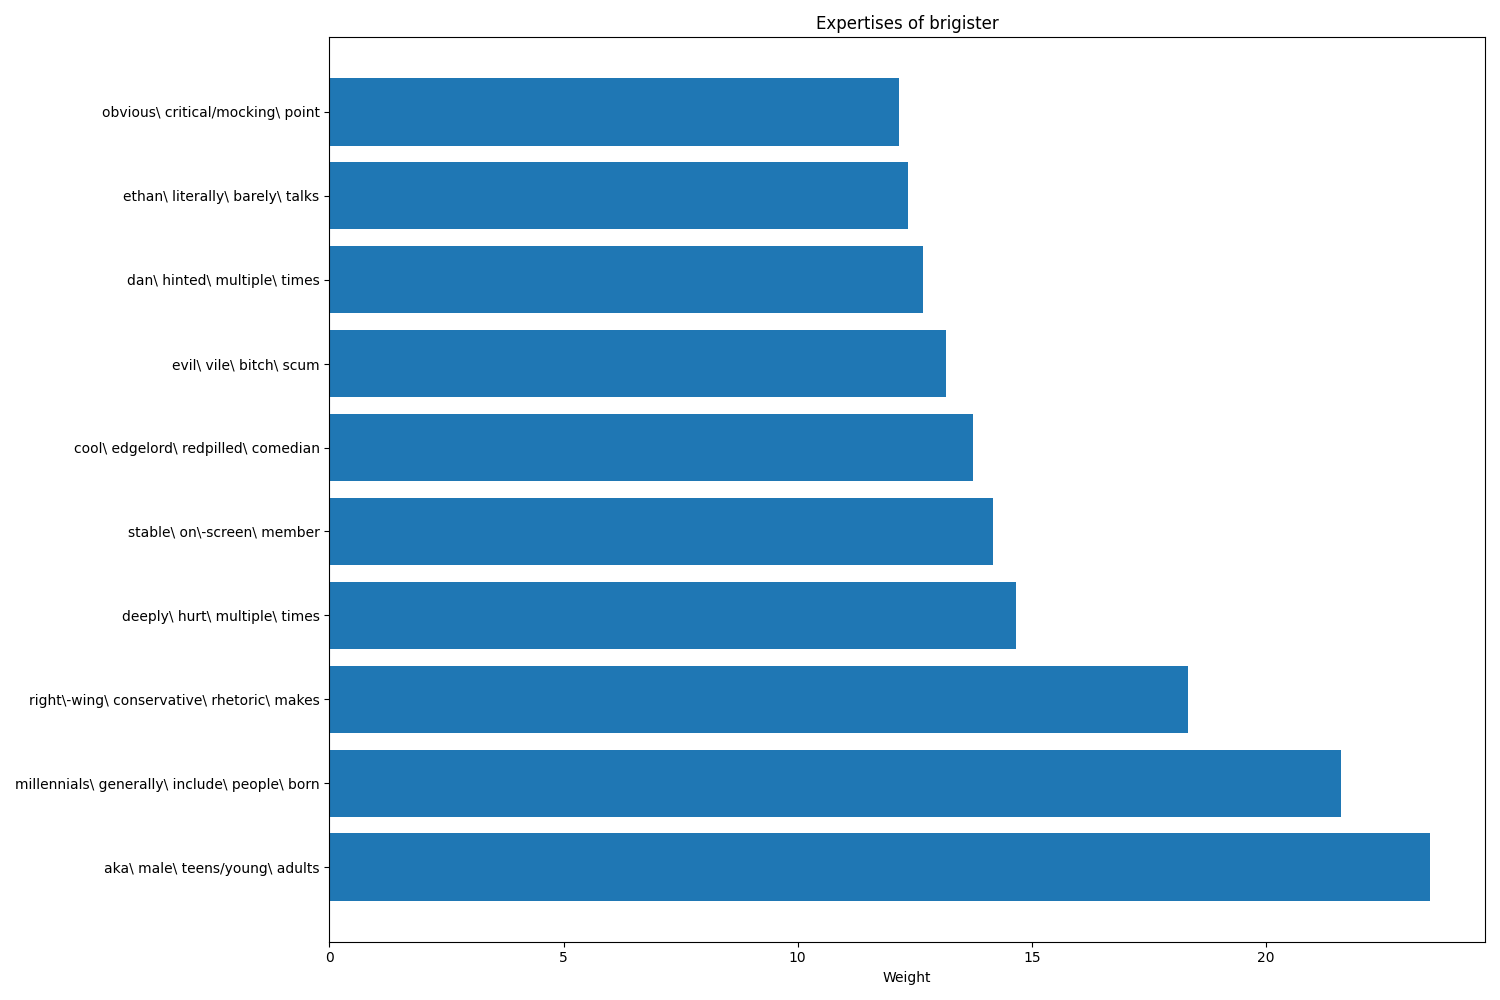 Expertises of brigister
obvious\ critical/mocking\ point
ethan\ literally\ barely\ talks
dan\ hinted\ multiple\ times
evil\ vile\ bitch\ scum
cool\ edgelord\ redpilled\ comedian
stable\ on\-screen\ member
deeply\ hurt\ multiple\ times
right\-wing\ conservative\ rhetoric\ makes
millennials\ generally\ include\ people\ born
aka\ male\ teens/young\ adults
0 5 10 15 20
Weight